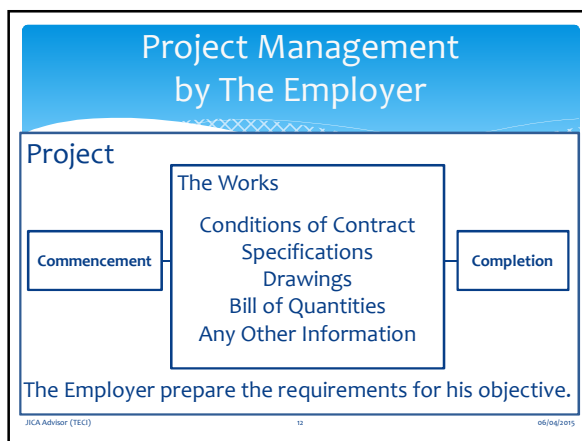 Project Management
by The Employer
Project
The Works
Conditions of Contract
Specifications
Drawings
Bill of Quantities
Any Other Information
Commencement
Completion
The Employer prepare the requirements for his objective.
JICA Advisor (TECI)
12
06/04/2015